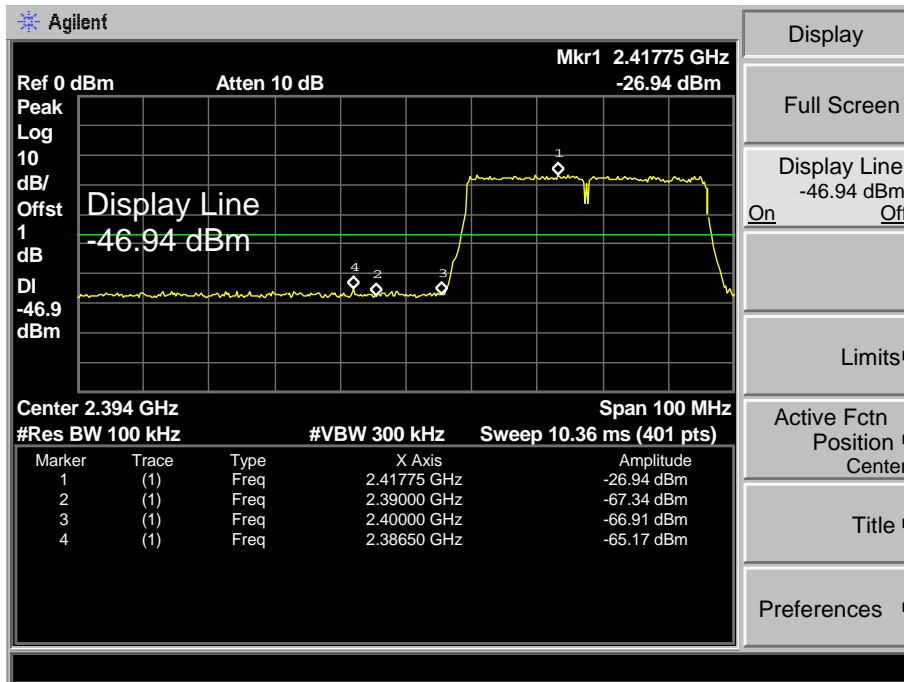 Agilent
Mkr1 2.41775 GHz
Ref 0 dBm Atten 10 dB -26.94 dBm
Peak
Log
10
dB/
Offst
1
dB
DI
-46.9
dBm
Display Line
-46.94 dBm
1
4
2
3
Center 2.394 GHz Span 100 MHz
#Res BW 100 kHz #VBW 300 kHz Sweep 10.36 ms (401 pts)
Marker Trace Type X Axis Amplitude
1 (1) Freq 2.41775 GHz -26.94 dBm
2 (1) Freq 2.39000 GHz -67.34 dBm
3 (1) Freq 2.40000 GHz -66.91 dBm
4 (1) Freq 2.38650 GHz -65.17 dBm
Display
Full Screen
Display Line
-46.94 dBm
On Off
Limits
Active Fctn
Position
Center
Title
Preferences